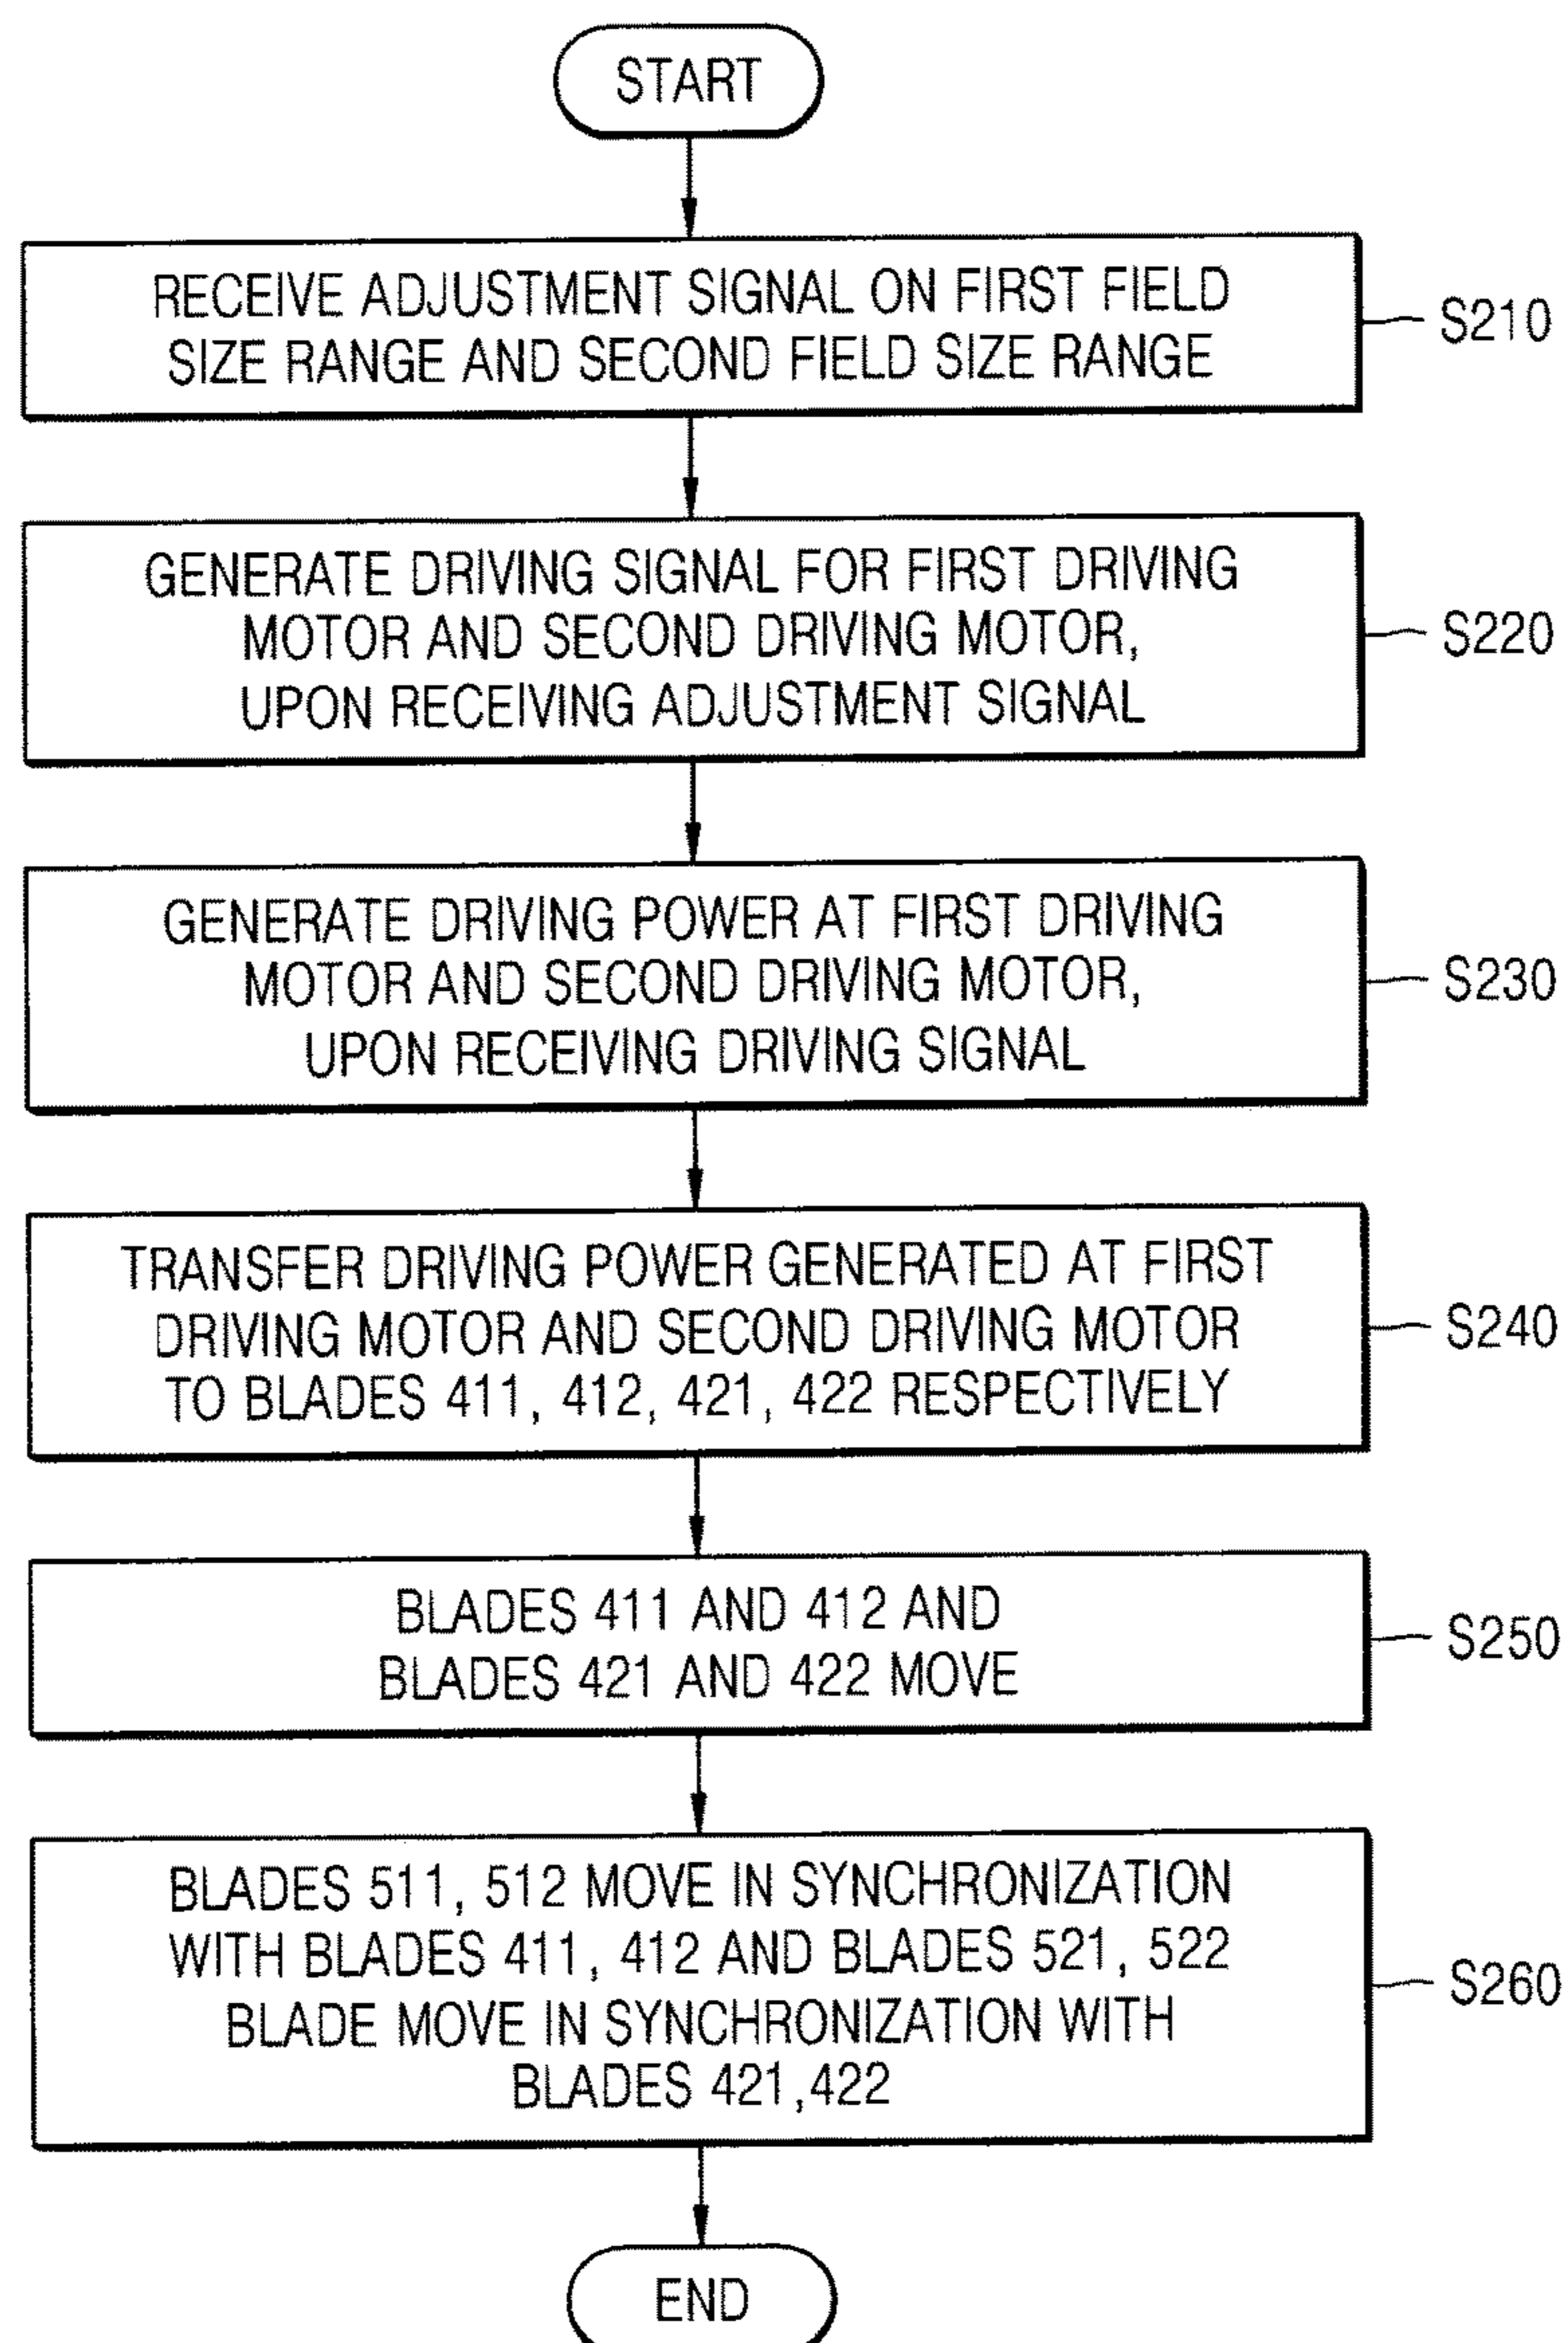 START
RECEIVE ADJUSTMENT SIGNAL ON FIRST FIELD
SIZE RANGE AND SECOND FIELD SIZE RANGE
S210
GENERATE DRIVING SIGNAL FOR FIRST DRIVING
MOTOR AND SECOND DRIVING MOTOR,
UPON RECEIVING ADJUSTMENT SIGNAL
S220
GENERATE DRIVING POWER AT FIRST DRIVING
MOTOR AND SECOND DRIVING MOTOR,
UPON RECEIVING DRIVING SIGNAL
S230
TRANSFER DRIVING POWER GENERATED AT FIRST
DRIVING MOTOR AND SECOND DRIVING MOTOR
TO BLADES 411, 412, 421, 422 RESPECTIVELY
S240
BLADES 411 AND 412 AND
BLADES 421 AND 422 MOVE
S250
BLADES 511, 512 MOVE IN SYNCHRONIZATION
WITH BLADES 411, 412 AND BLADES 521, 522
BLADE MOVE IN SYNCHRONIZATION WITH
BLADES 421,422
S260
END